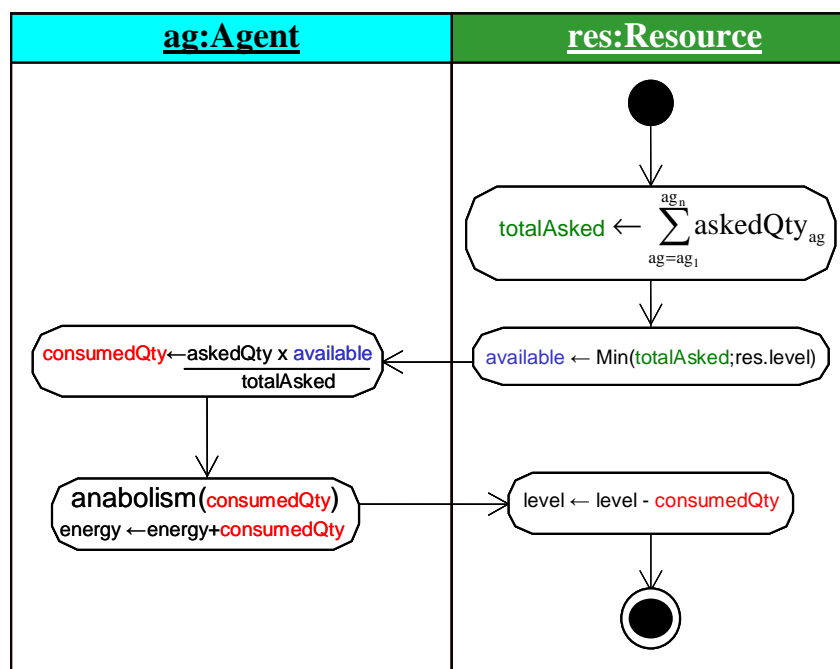 ag:Agent
res:Resource
totalAsked ← ∑ askedQty_ag
ag_n
ag=ag_1
available ← Min(totalAsked;res.level)
consumedQty←askedQty x available
totalAsked
anabolism(consumedQty)
energy ←energy+consumedQty
level ← level - consumedQty